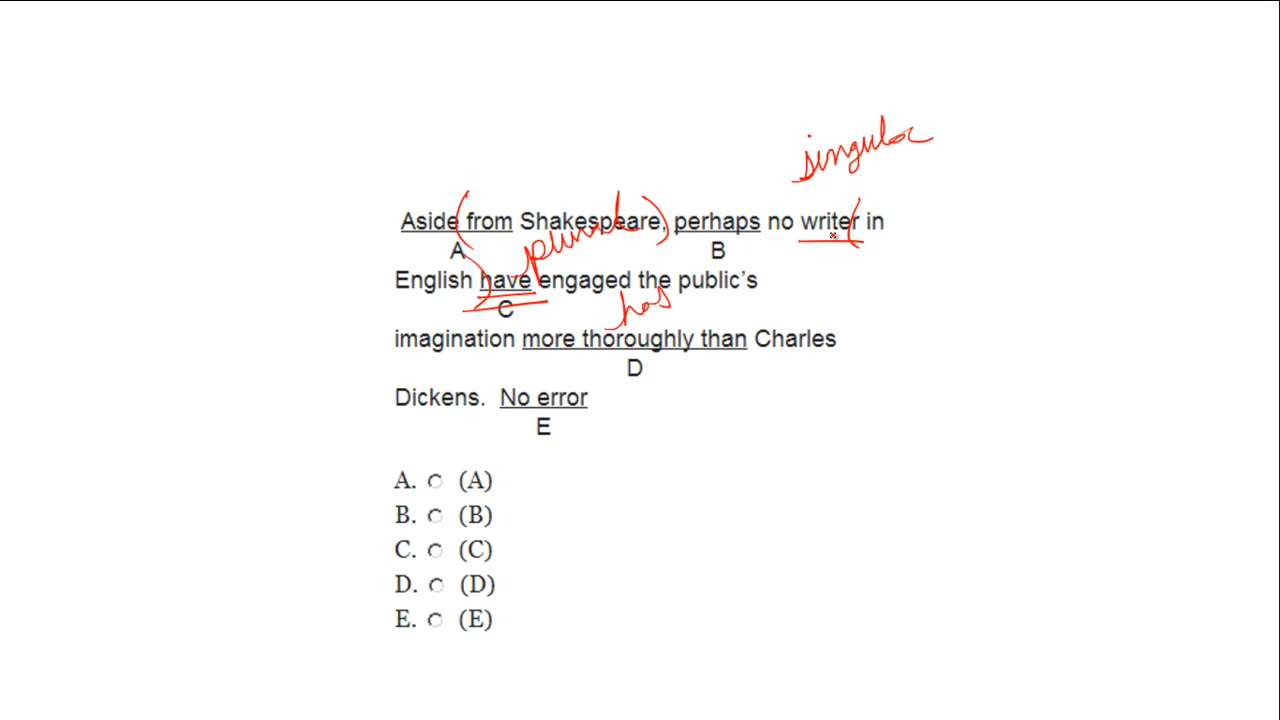 singular
Aside from Shakespeare, perhaps no writer in
A plural B
English have engaged the public's
C has
imagination more thoroughly than Charles
D
Dickens. No error
E
A. (A)
B. (B)
C. (C)
D. (D)
E. (E)